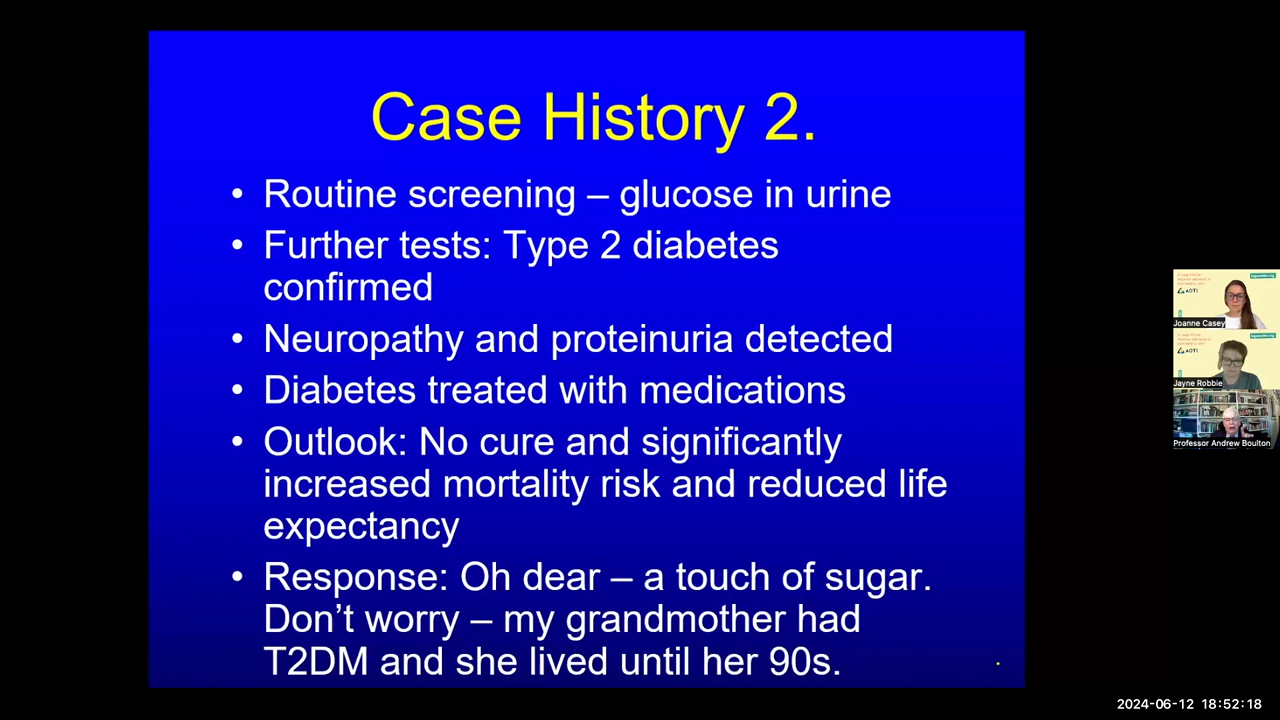 Case History 2.
• Routine screening – glucose in urine
• Further tests: Type 2 diabetes
confirmed
• Neuropathy and proteinuria detected
• Diabetes treated with medications
• Outlook: No cure and significantly
increased mortality risk and reduced life
expectancy
• Response: Oh dear – a touch of sugar.
Don’t worry – my grandmother had
T2DM and she lived until her 90s.
AOTI
Joanne Casey
AOTI
Jayne Robbie
Professor Andrew Boulton
2024-06-12 18:52:18